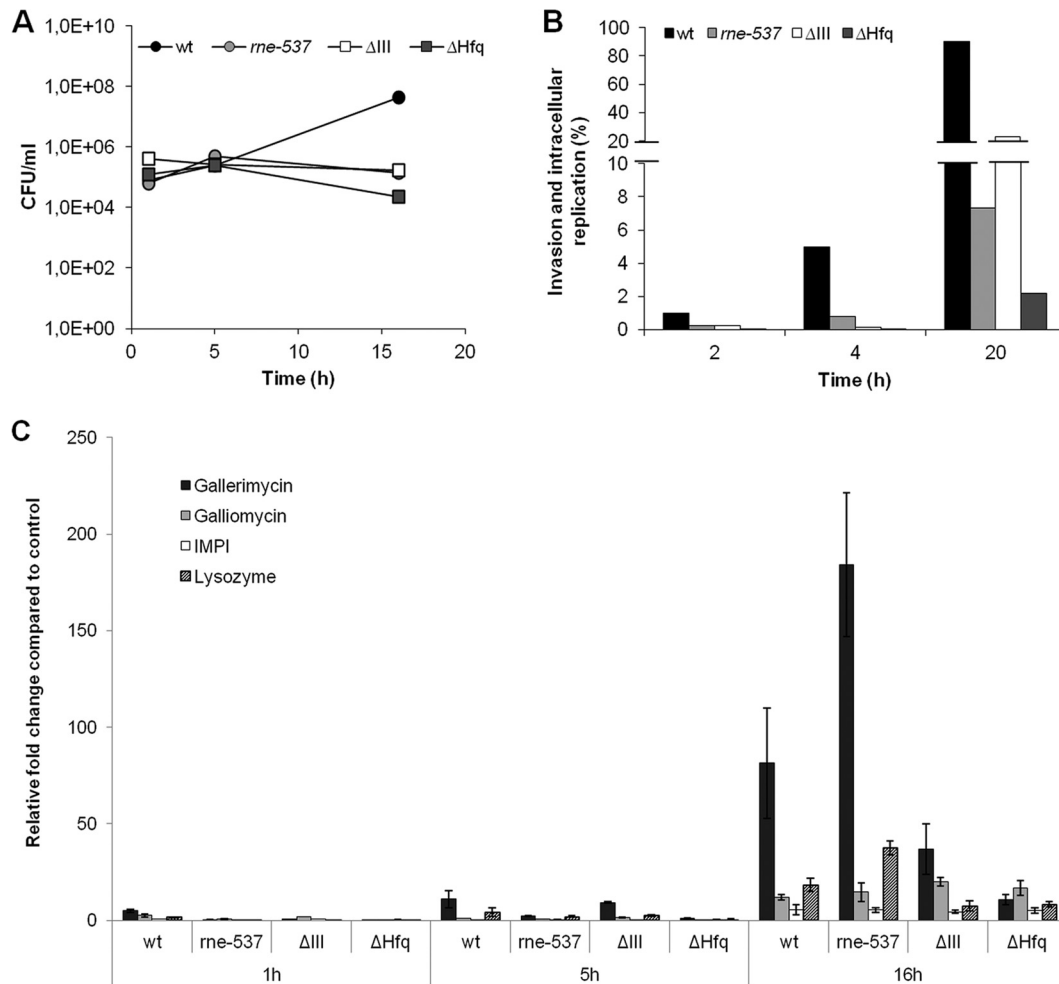 A
wt rne-537 ΔIII ΔHfq
1,0E+10
1,0E+08
1,0E+06
1,0E+04
1,0E+02
1,0E+00
CFU/ml
0 5 10 15 20
Time (h)
B
wt rne-537 ΔIII ΔHfq
100
80
60
40
20
10
8
6
4
2
0
Invasion and intracellular
replication (%)
2 4 20
Time (h)
C
250
200
150
100
50
0
Relative fold change compared to control
Gallerimycin
Galliomycin
IMPI
Lysozyme
wt rne-537 ΔIII ΔHfq wt rne-537 ΔIII ΔHfq wt rne-537 ΔIII ΔHfq
1h 5h 16h